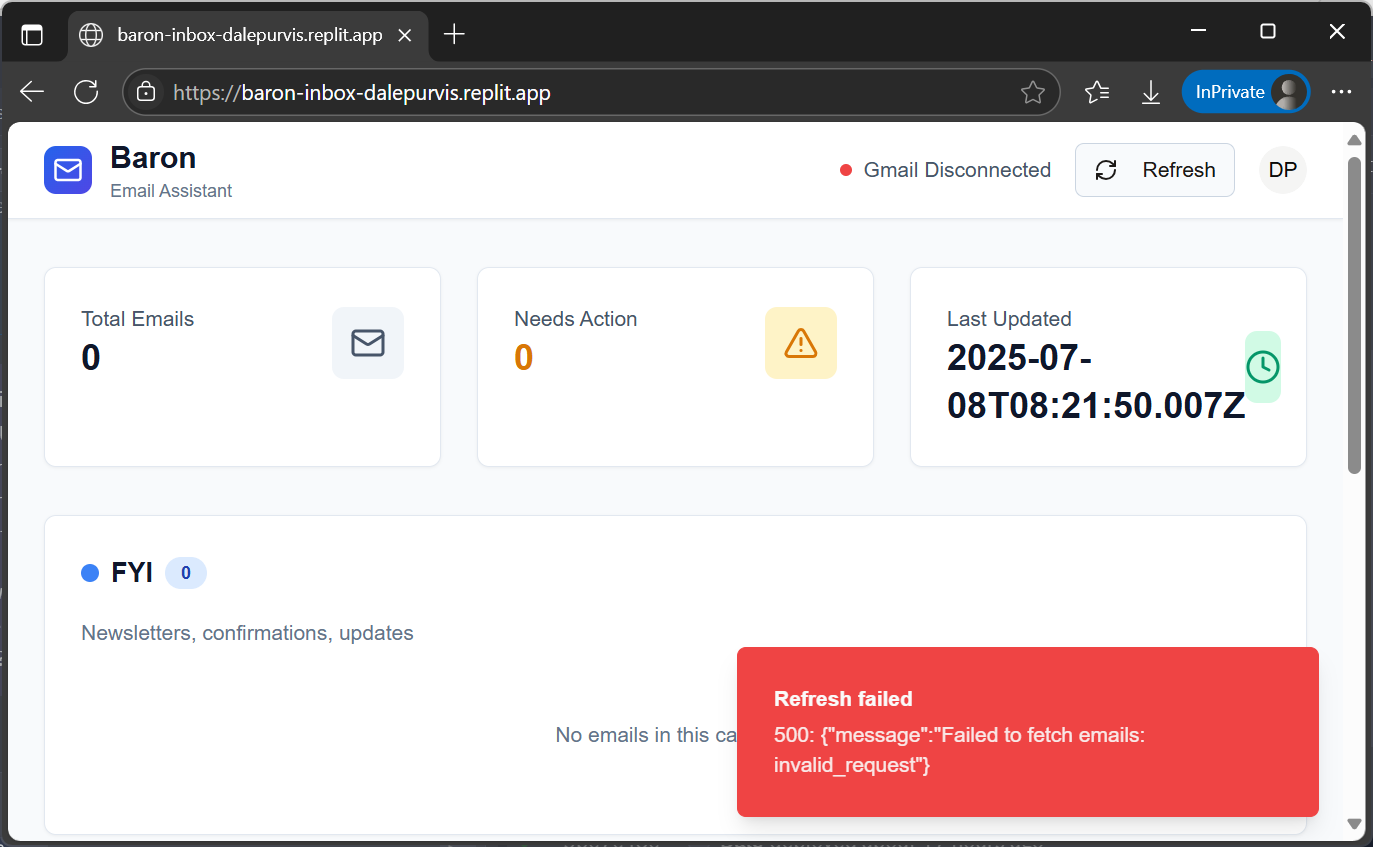 baron-inbox-dalepurvis.replit.app
https://baron-inbox-dalepurvis.replit.app
InPrivate
Baron
Email Assistant
Gmail Disconnected
Refresh
DP
Total Emails
0
Needs Action
0
Last Updated
2025-07-
08T08:21:50.007Z
FYI
0
Newsletters, confirmations, updates
No emails in this ca
Refresh failed
500: {"message":"Failed to fetch emails:
invalid_request"}